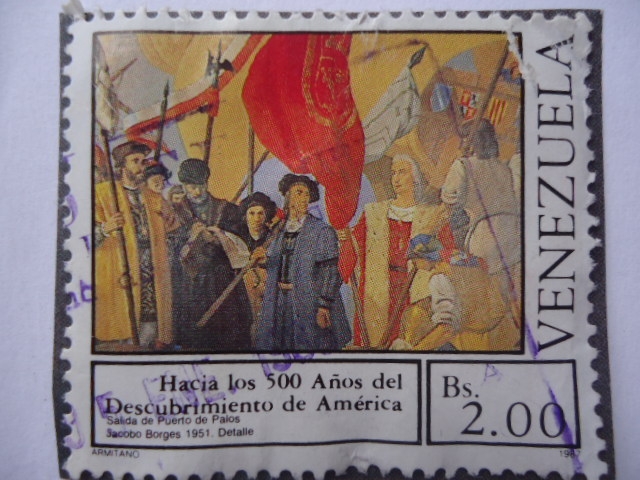 VENEZUELA
Hacia los 500 Años del
Descubrimiento de América
Salida de Puerto de Palos
Jacobo Borges 1951. Detalle
Bs.
2.00
ARMITANO
1987